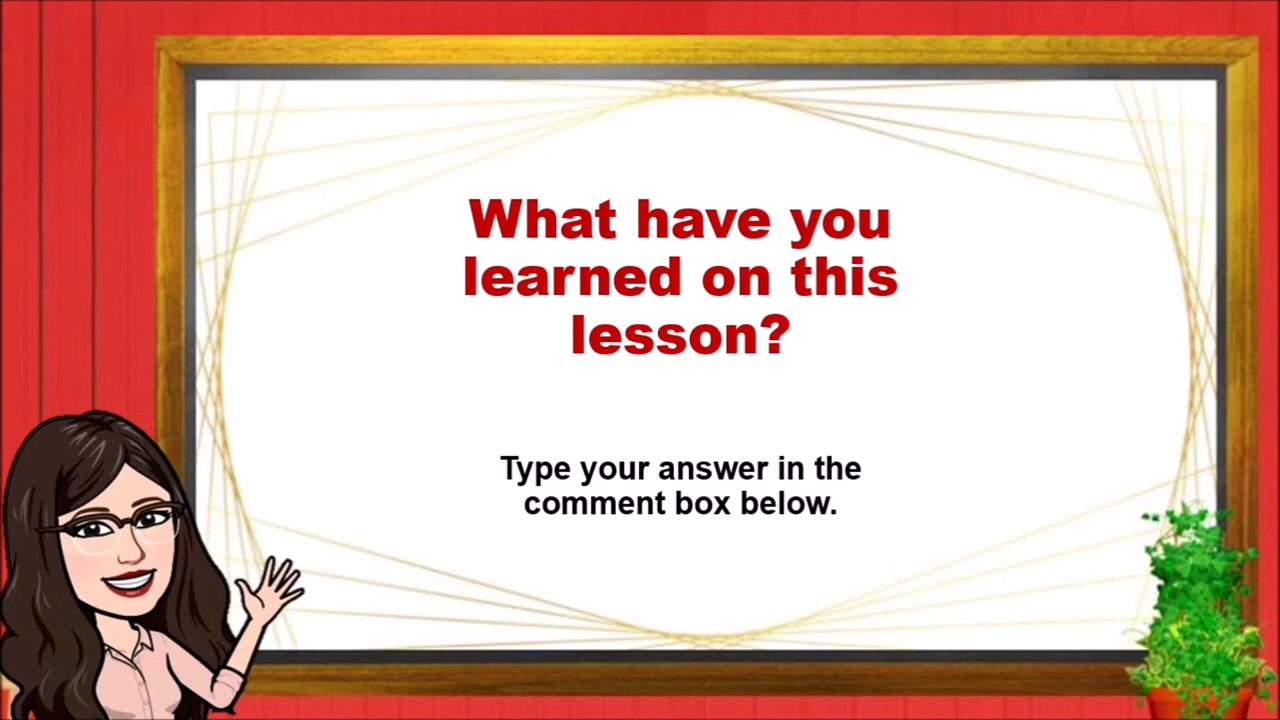 What have you
learned on this
lesson?
Type your answer in the
comment box below.